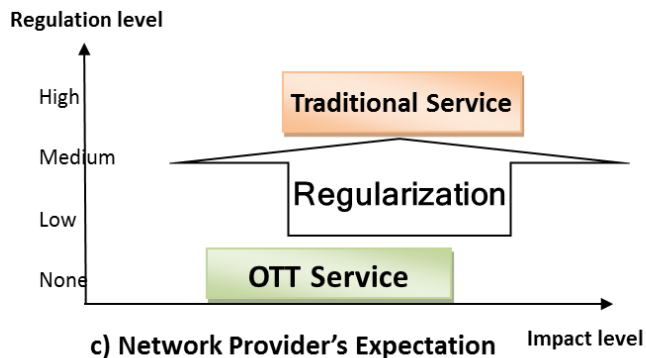 Regulation level
High
Traditional Service
Medium
Regularization
Low
None
OTT Service
Impact level
c) Network Provider's Expectation